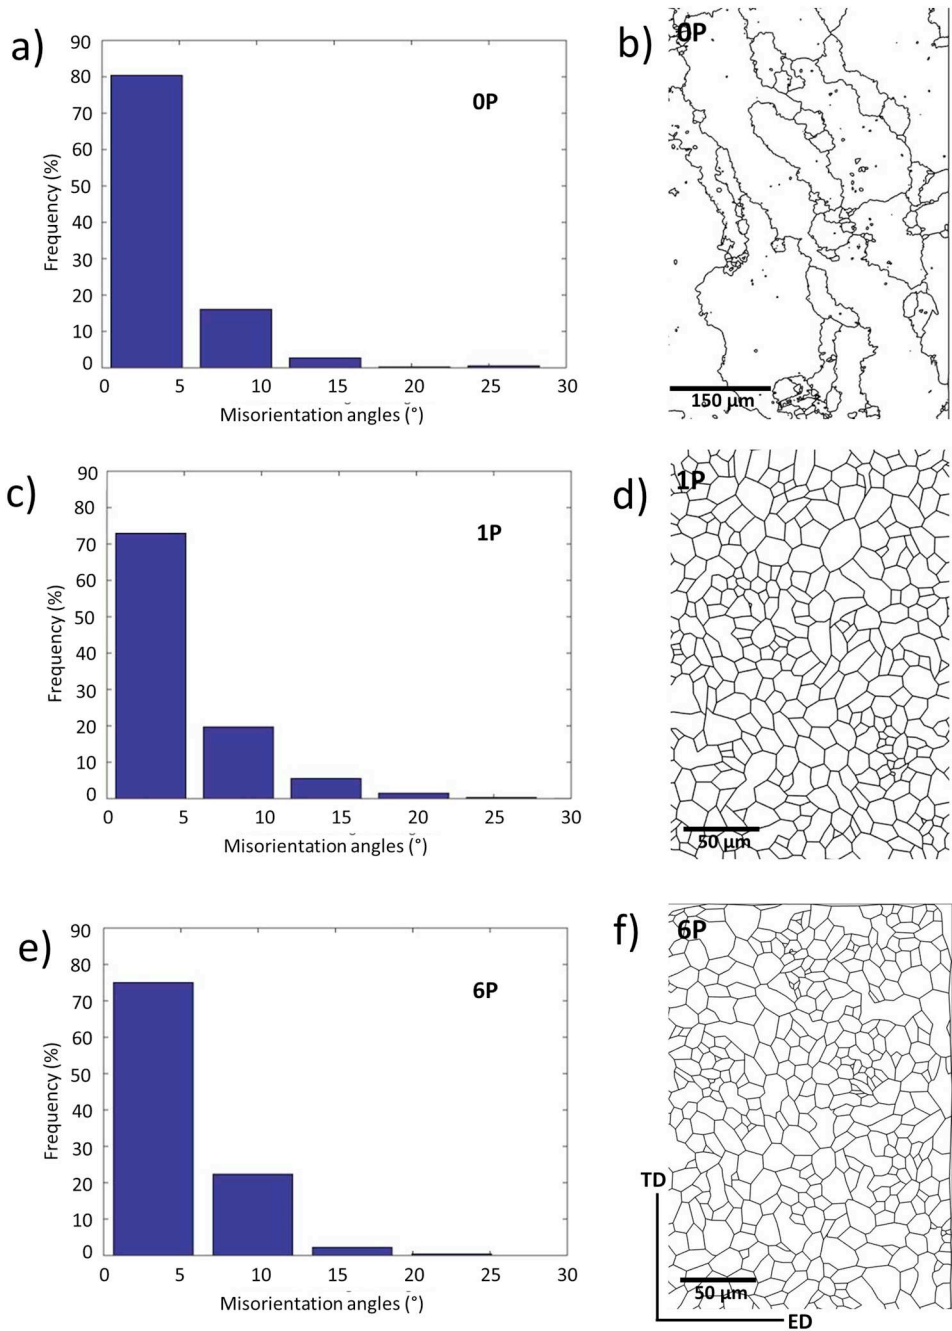 a)
90
80
70
60
50
40
30
20
10
0
Frequency (%)
0P
0 5 10 15 20 25 30
Misorientation angles (°)
b)
0P
150 µm
c)
90
80
70
60
50
40
30
20
10
0
Frequency (%)
1P
0 5 10 15 20 25 30
Misorientation angles (°)
d)
1P
50 µm
e)
90
80
70
60
50
40
30
20
10
0
Frequency (%)
6P
0 5 10 15 20 25 30
Misorientation angles (°)
f)
6P
50 µm
TD
ED